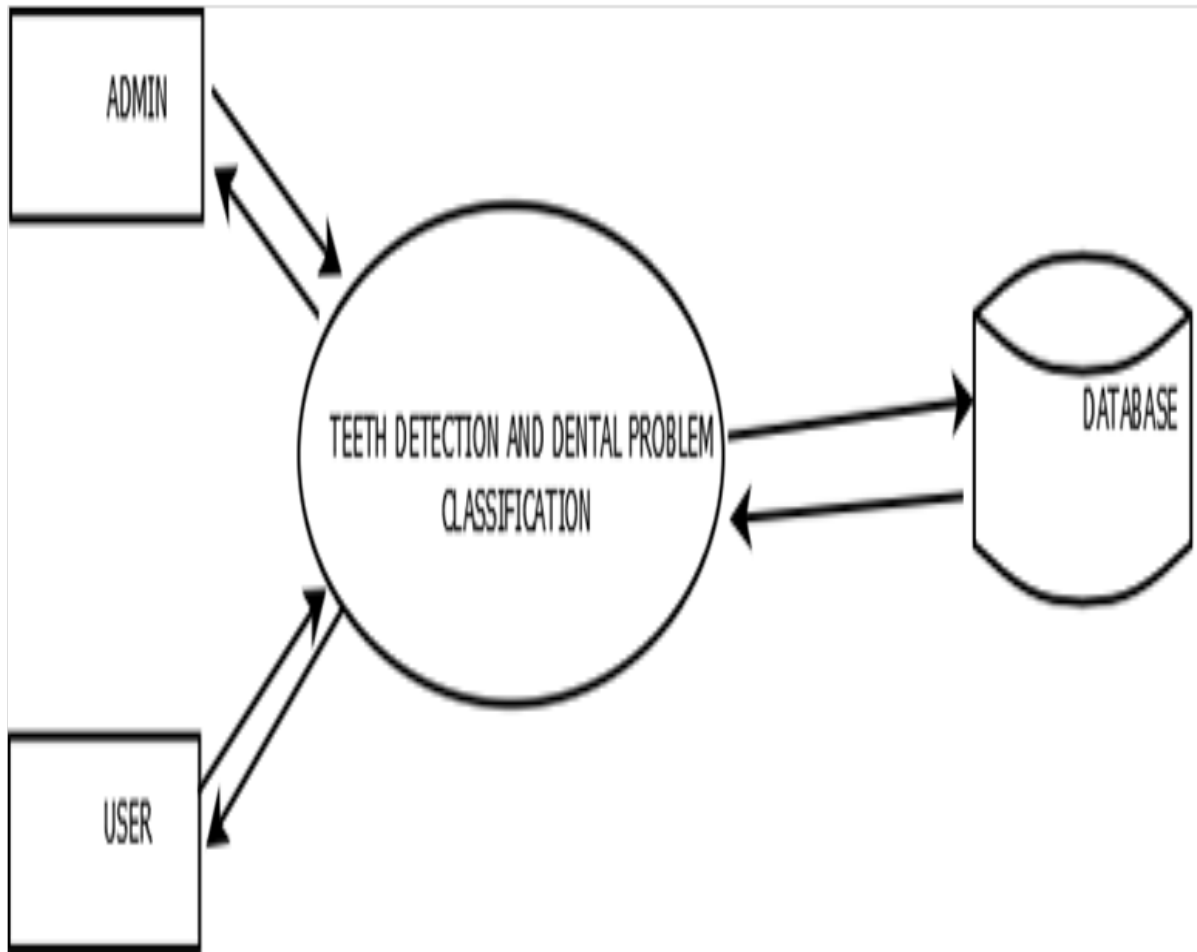 ADMIN
TEETH DETECTION AND DENTAL PROBLEM
CLASSIFICATION
DATABASE
USER